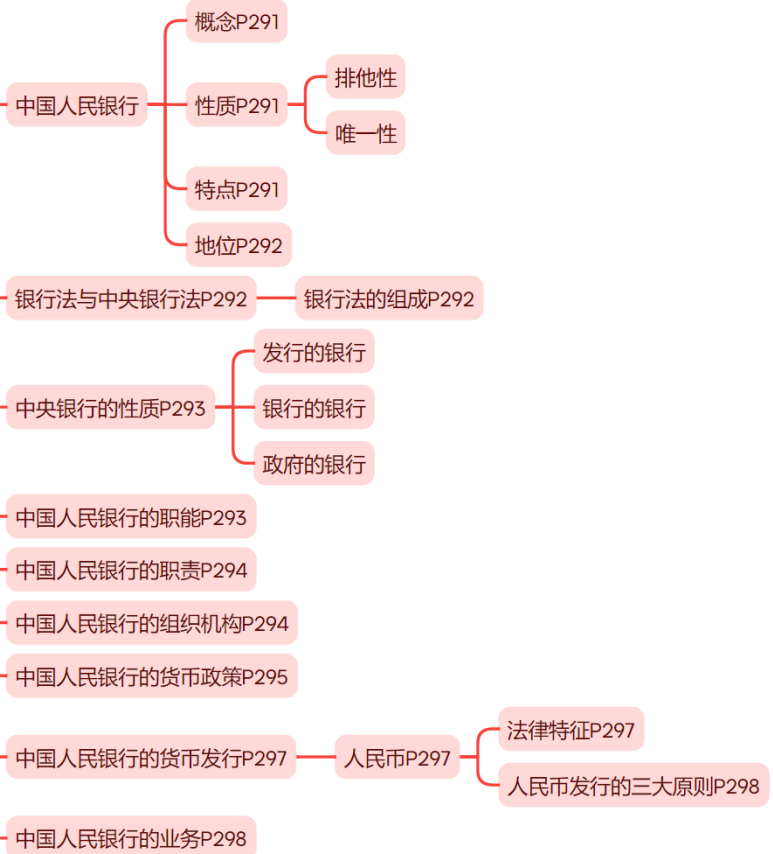 中国人民银行
概念P291
性质P291
排他性
唯一性
特点P291
地位P292
银行法与中央银行法P292
银行法的组成P292
中央银行的性质P293
发行的银行
银行的银行
政府的银行
中国人民银行的职能P293
中国人民银行的职责P294
中国人民银行的组织机构P294
中国人民银行的货币政策P295
中国人民银行的货币发行P297
人民币P297
法律特征P297
人民币发行的三大原则P298
中国人民银行的业务P298